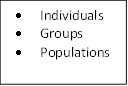 • Individuals
• Groups
• Populations